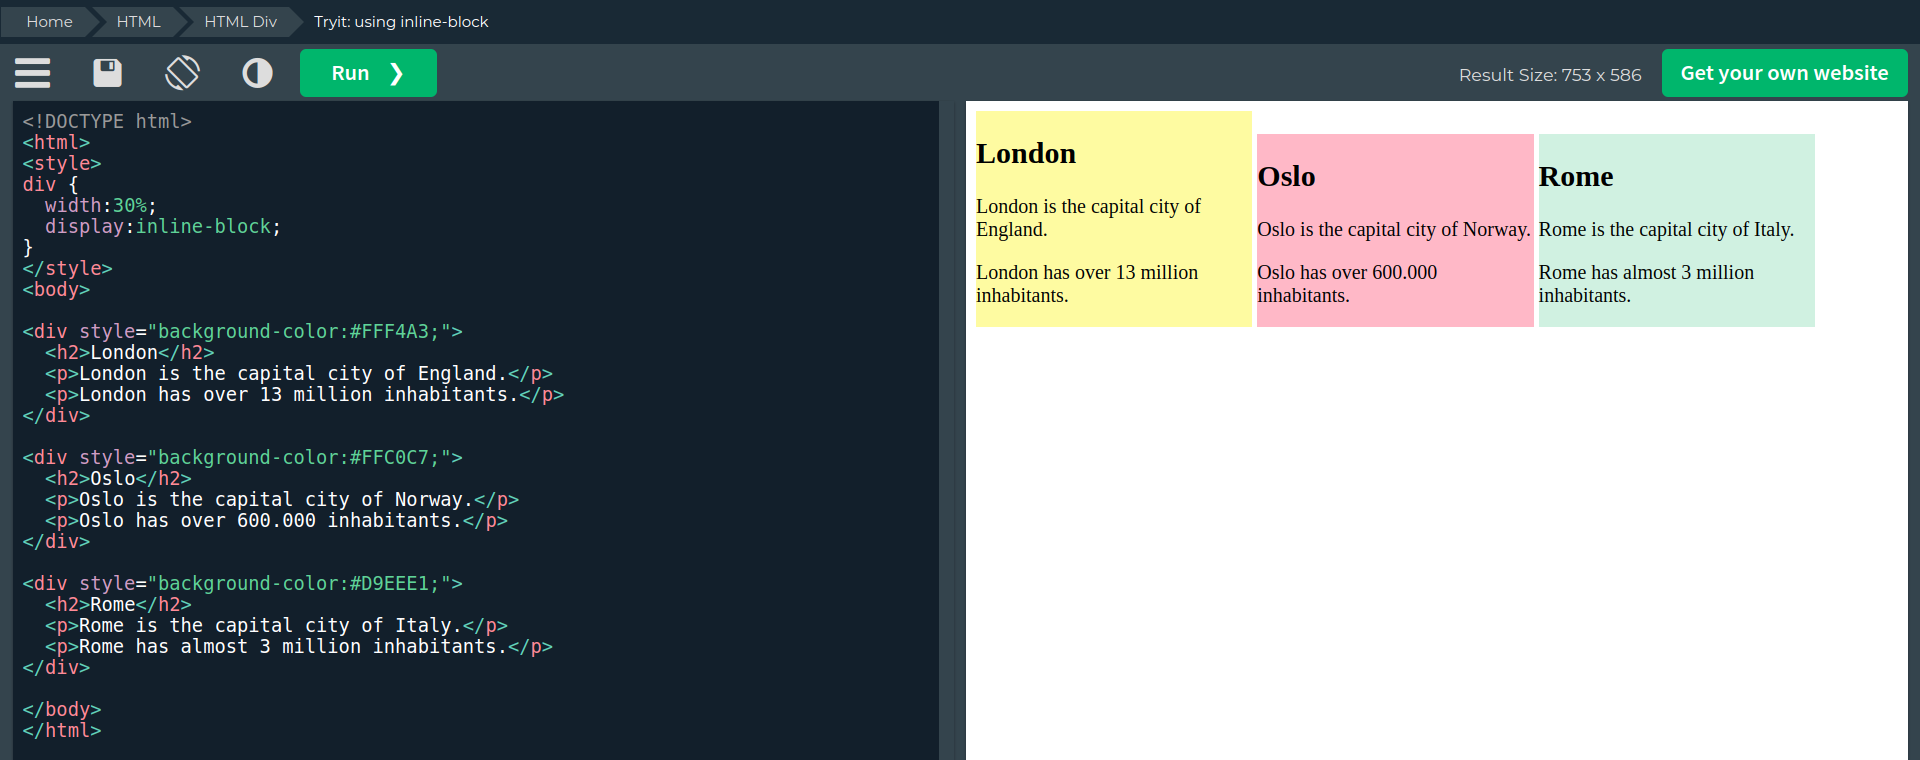 Home HTML HTML Div Tryit: using inline-block
Run ❯ Result Size: 753 x 586 Get your own website
<!DOCTYPE html>
<html>
<style>
div {
  width:30%;
  display:inline-block;
}
</style>
<body>

<div style="background-color:#FFF4A3;">
  <h2>London</h2>
  <p>London is the capital city of England.</p>
  <p>London has over 13 million inhabitants.</p>
</div>

<div style="background-color:#FFC0C7;">
  <h2>Oslo</h2>
  <p>Oslo is the capital city of Norway.</p>
  <p>Oslo has over 600.000 inhabitants.</p>
</div>

<div style="background-color:#D9EEE1;">
  <h2>Rome</h2>
  <p>Rome is the capital city of Italy.</p>
  <p>Rome has almost 3 million inhabitants.</p>
</div>

</body>
</html>
London
London is the capital city of
England.
London has over 13 million
inhabitants.
Oslo
Oslo is the capital city of Norway.
Oslo has over 600.000
inhabitants.
Rome
Rome is the capital city of Italy.
Rome has almost 3 million
inhabitants.